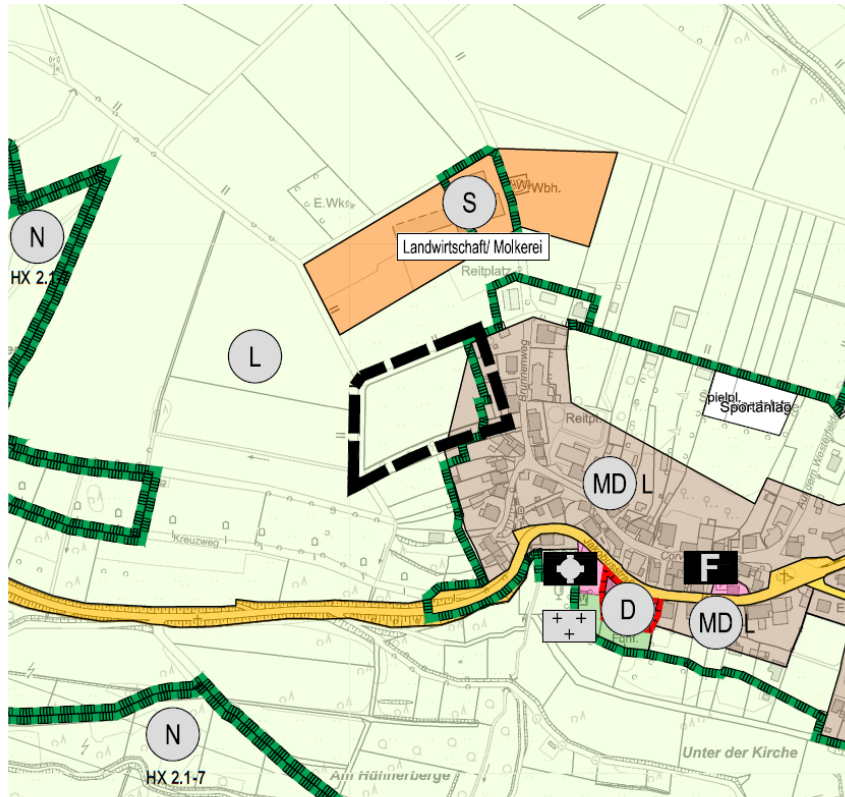 E.Wk
S
Wbh.
N
Landwirtschaft/ Molkerei
HX 2.1-
Reitplatz
L
Brunnenweg
Spielpl.
Sportanlag
Reitpl.
MD L
Kreuzweg
F
D
MD L
N
Unter der Kirche
HX 2.1-7
Am Hühnerberge